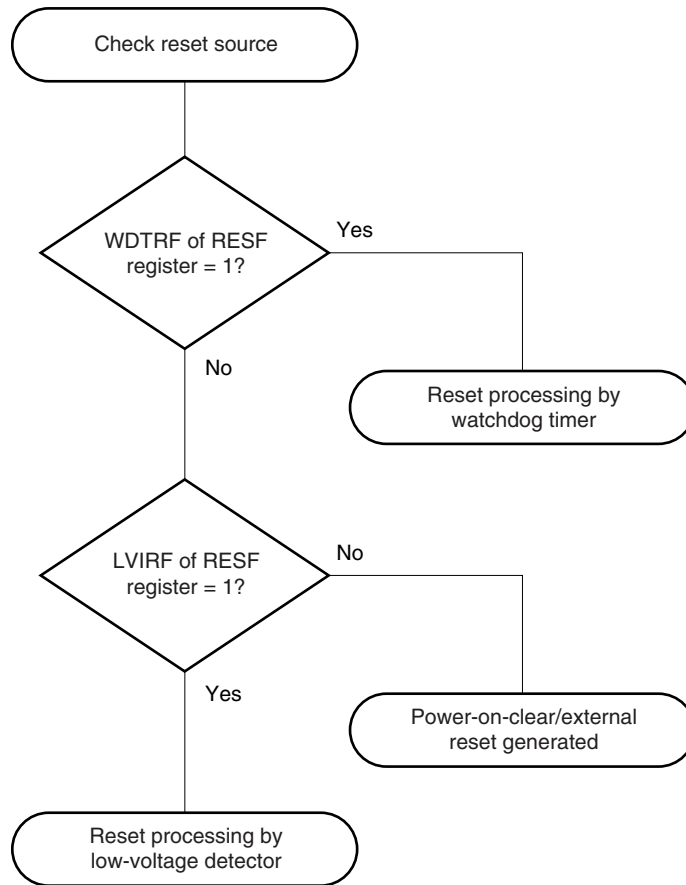 Check reset source
WDTRF of RESF
register = 1?
Yes
No
Reset processing by
watchdog timer
LVIRF of RESF
register = 1?
No
Yes
Power-on-clear/external
reset generated
Reset processing by
low-voltage detector